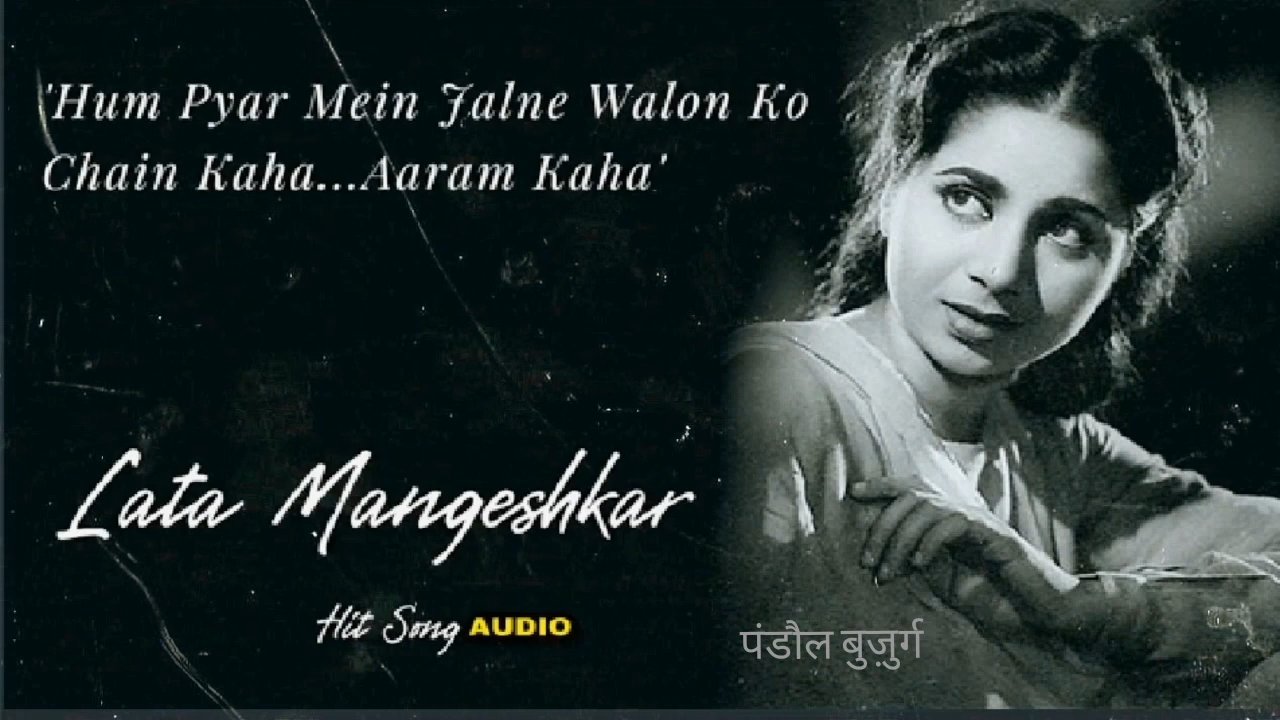 'Hum Pyar Mein Jalne Walon Ko
Chain Kaha...Aaram Kaha'
Lata Mangeshkar
Hit Song AUDIO
पंडौल बुज़ुर्ग